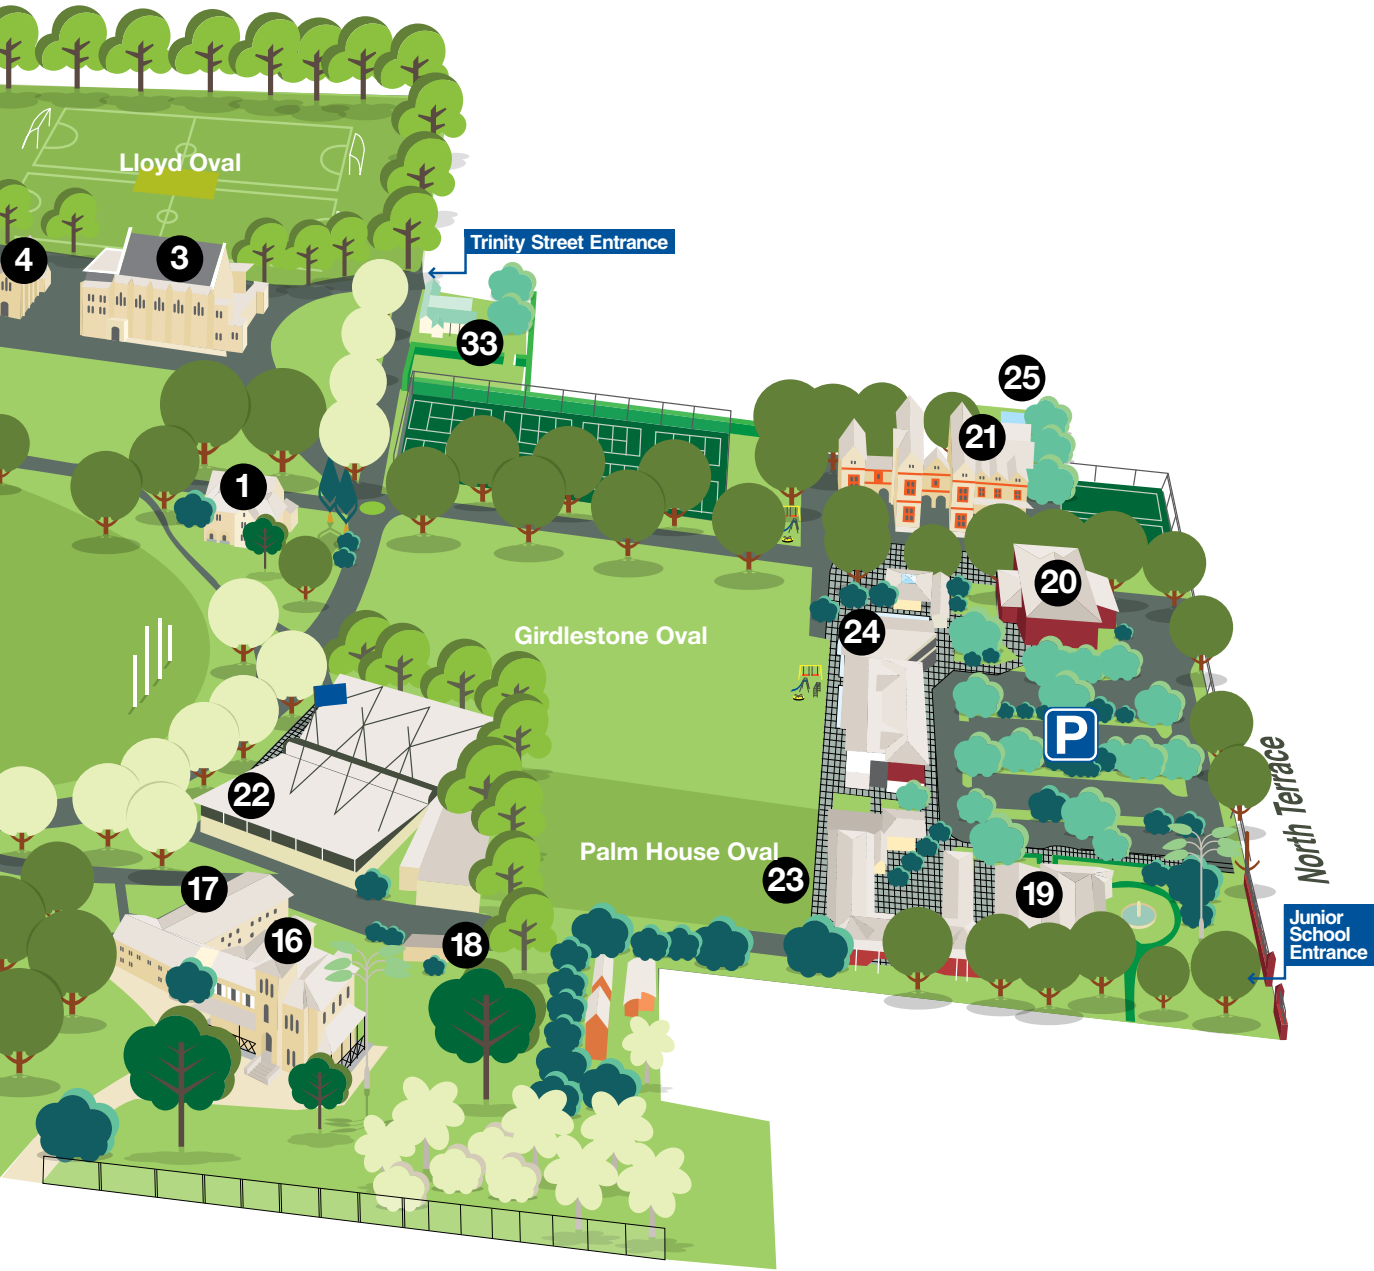 Lloyd Oval
4
3
Trinity Street Entrance
33
25
21
1
20
24
Girdlestone Oval
P
22
North Terrace
Palm House Oval
23
17
19
16
18
Junior
School
Entrance